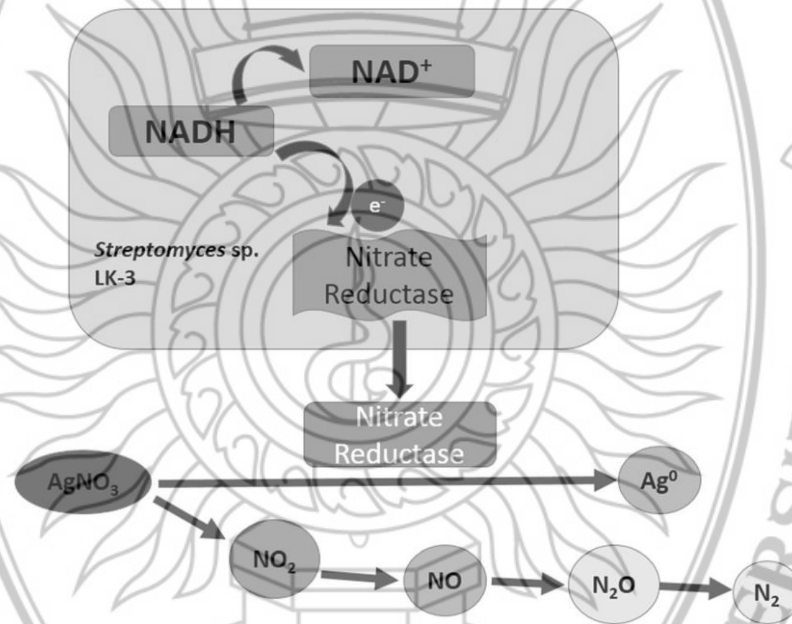 NAD⁺
NADH
e⁻
Streptomyces sp.
LK-3
Nitrate
Reductase
Nitrate
Reductase
AgNO₃
Ag⁰
NO₂
NO
N₂O
N₂